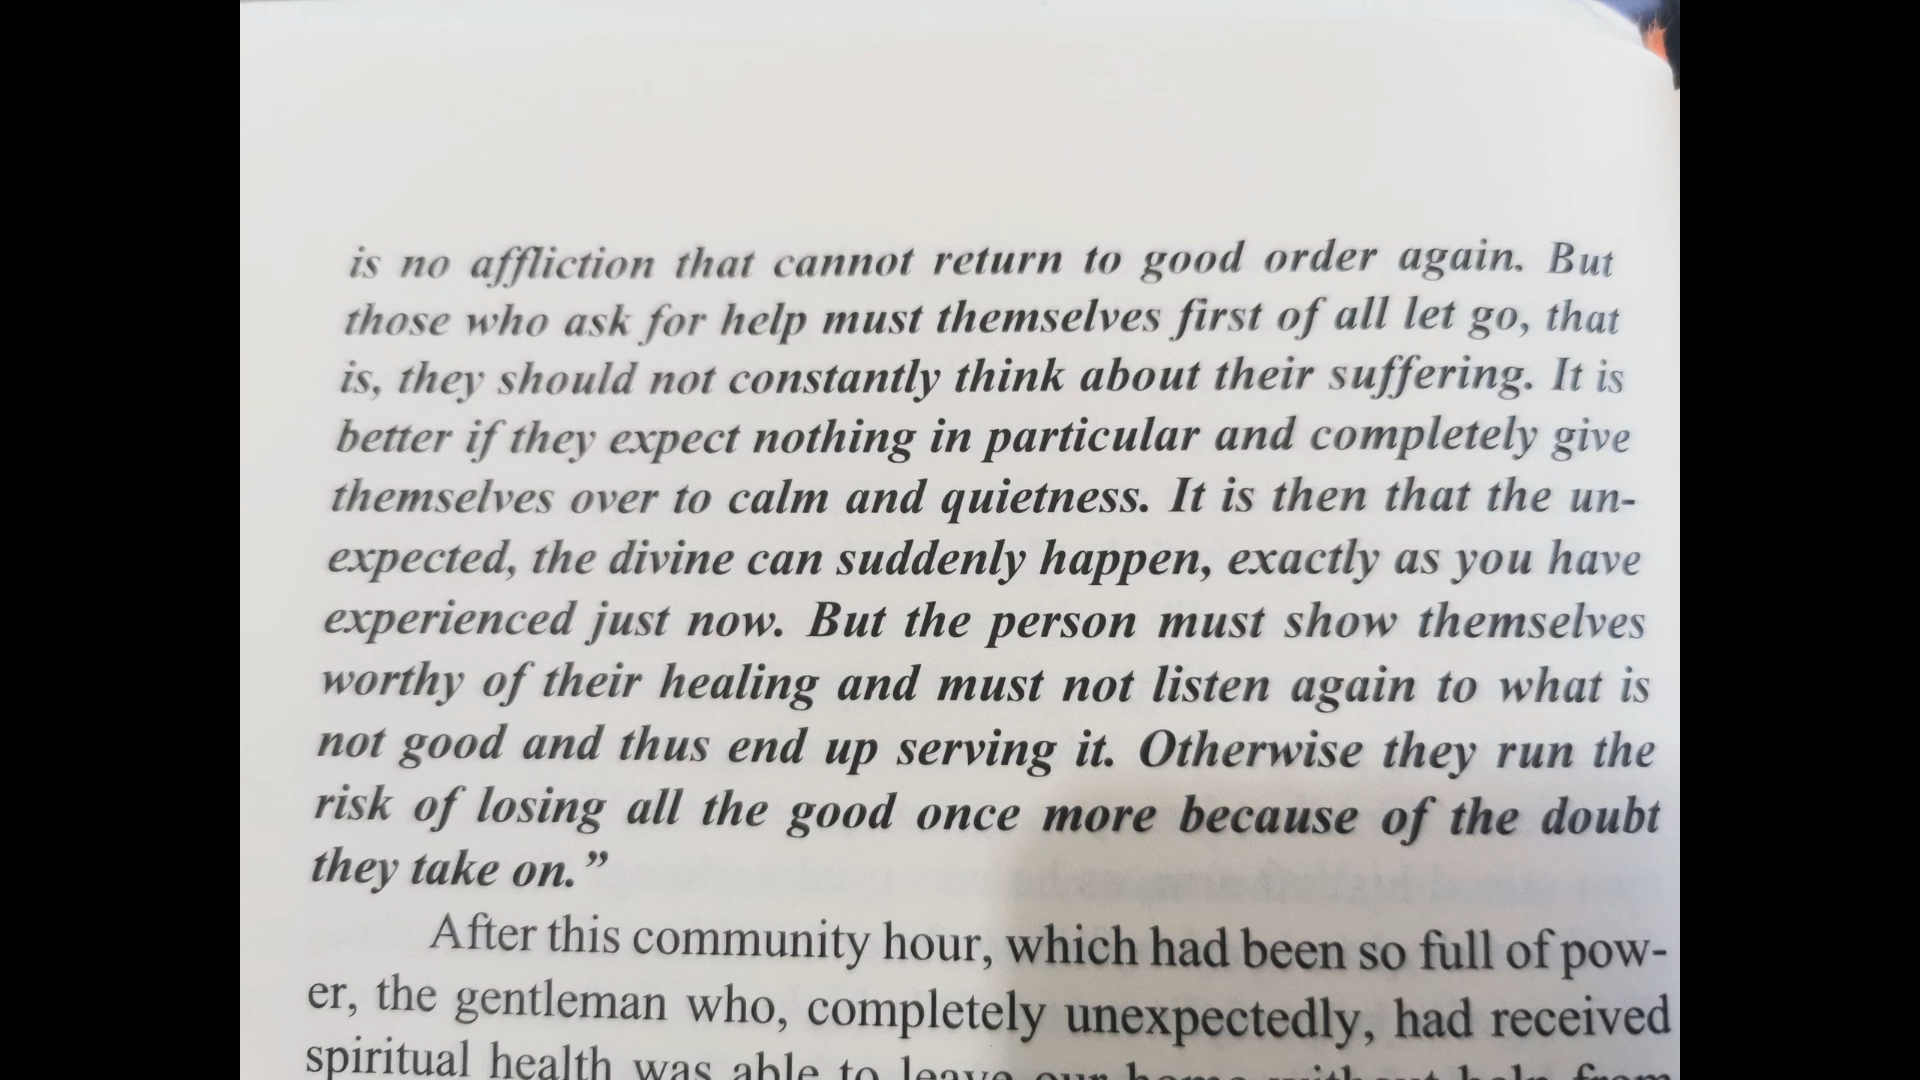 is no affliction that cannot return to good order again. But
those who ask for help must themselves first of all let go, that
is, they should not constantly think about their suffering. It is
better if they expect nothing in particular and completely give
themselves over to calm and quietness. It is then that the un-
expected, the divine can suddenly happen, exactly as you have
experienced just now. But the person must show themselves
worthy of their healing and must not listen again to what is
not good and thus end up serving it. Otherwise they run the
risk of losing all the good once more because of the doubt
they take on.”
After this community hour, which had been so full of pow-
er, the gentleman who, completely unexpectedly, had received
spiritual health was able to leave our home without help from